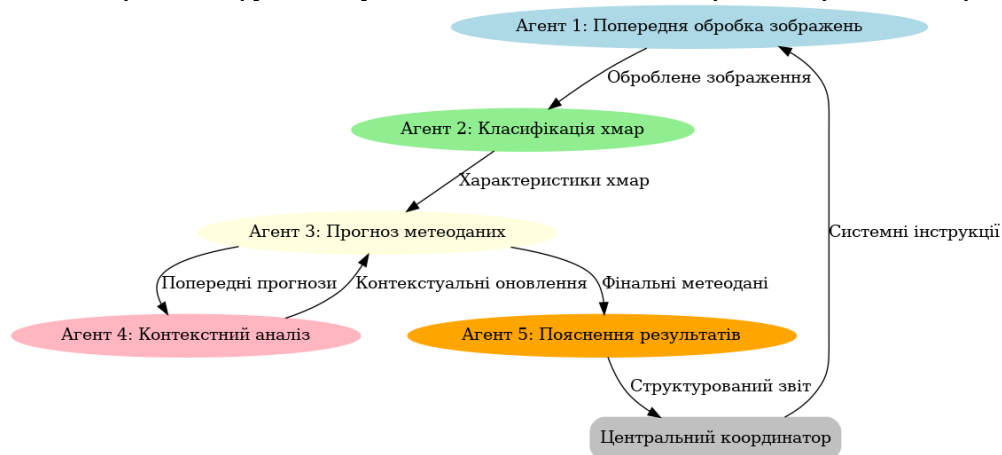 Агент 1: Попередня обробка зображень
Оброблене зображення
Агент 2: Класифікація хмар
Характеристики хмар
Системні інструкції
Агент 3: Прогноз метеоданих
Попередні прогнози
Контекстуальні оновлення
Фінальні метеодані
Агент 4: Контекстний аналіз
Агент 5: Пояснення результатів
Структурований звіт
Центральний координатор